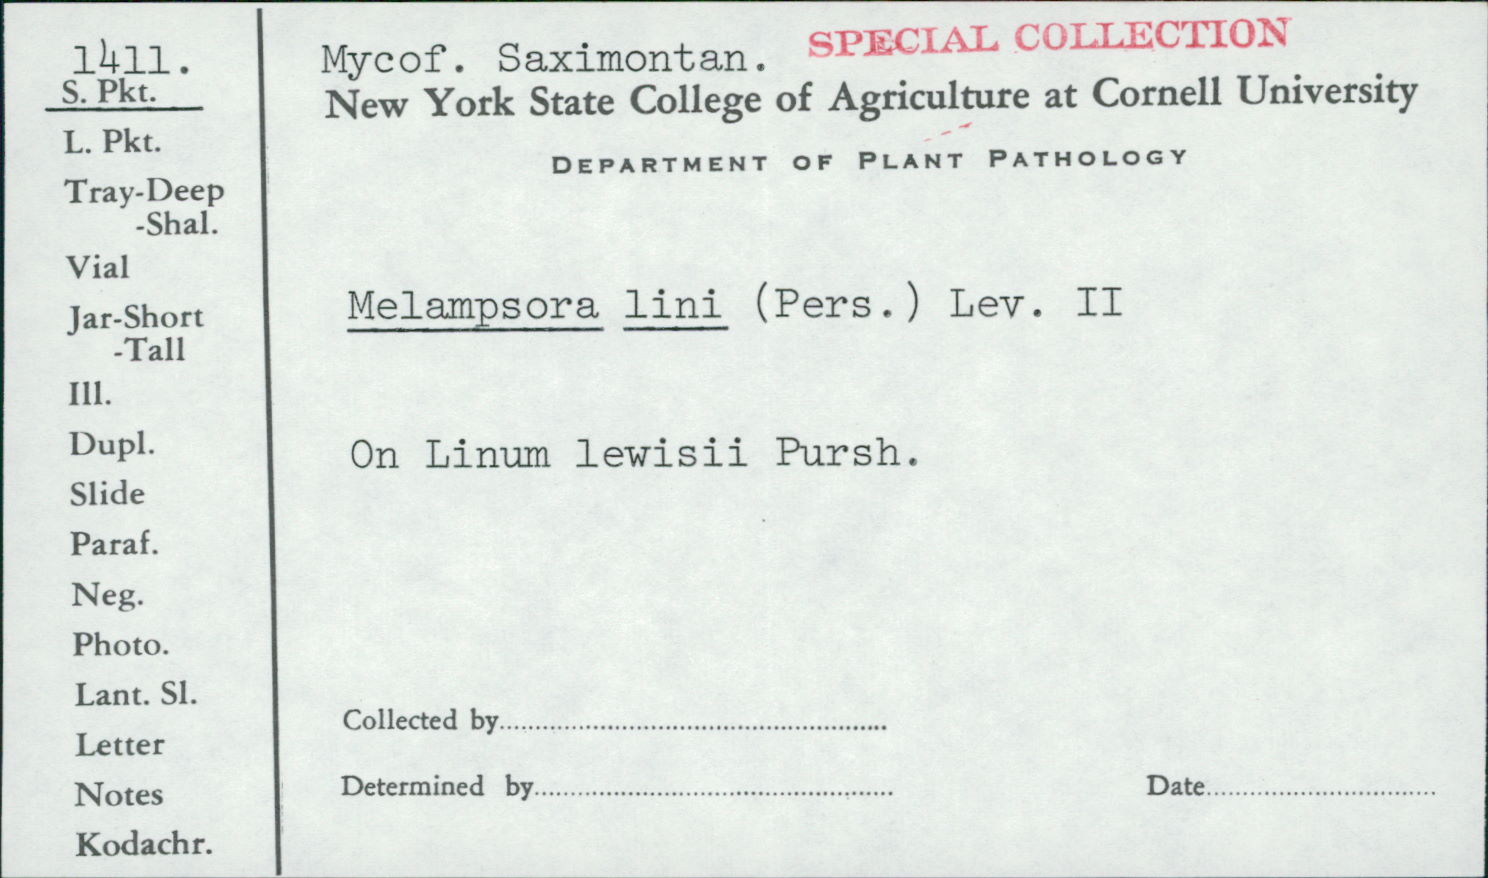 1411.
S. Pkt.
L. Pkt.
Tray-Deep
-Shal.
Vial
Jar-Short
-Tall
Ill.
Dupl.
Slide
Paraf.
Neg.
Photo.
Lant. Sl.
Letter
Notes
Kodachr.
Mycof. Saximontan. SPECIAL COLLECTION
New York State College of Agriculture at Cornell University
DEPARTMENT OF PLANT PATHOLOGY
Melampsora lini (Pers.) Lev. II
On Linum lewisii Pursh.
Collected by
Determined by Date